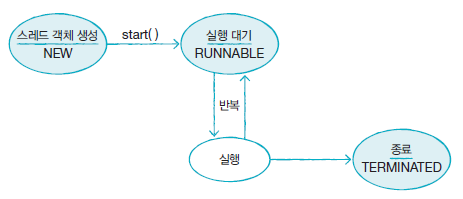 스레드 객체 생성
NEW
start( )
실행 대기
RUNNABLE
반복
실행
종료
TERMINATED